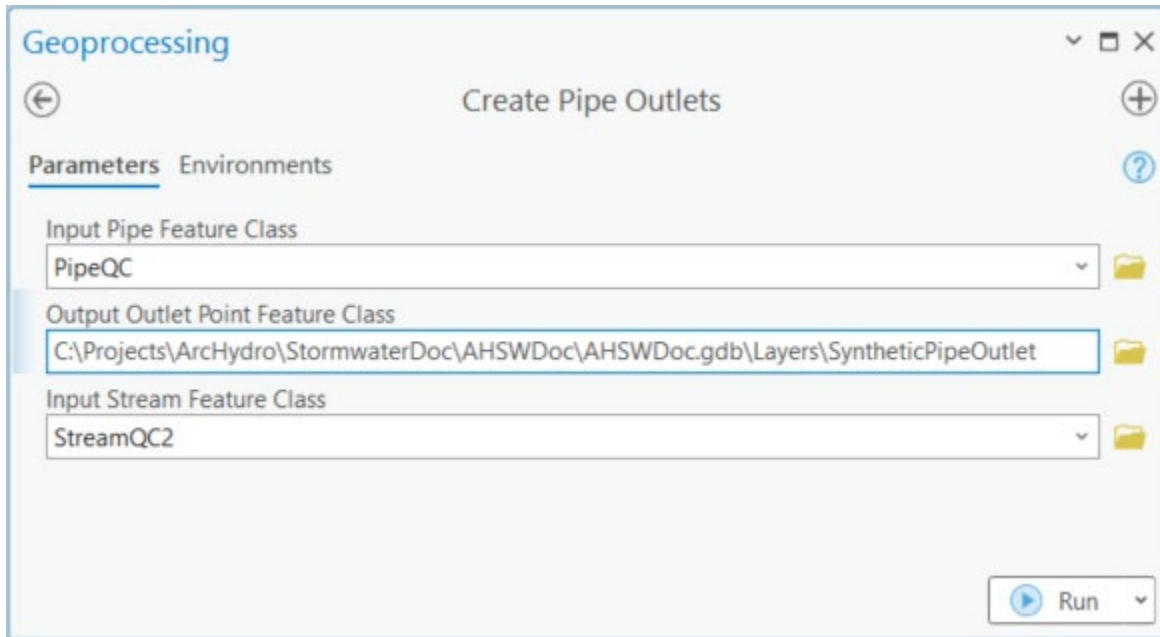 Geoprocessing
Create Pipe Outlets
Parameters Environments
Input Pipe Feature Class
PipeQC
Output Outlet Point Feature Class
C:\Projects\ArcHydro\StormwaterDoc\AHSWDoc\AHSWDoc.gdb\Layers\SyntheticPipeOutlet
Input Stream Feature Class
StreamQC2
Run